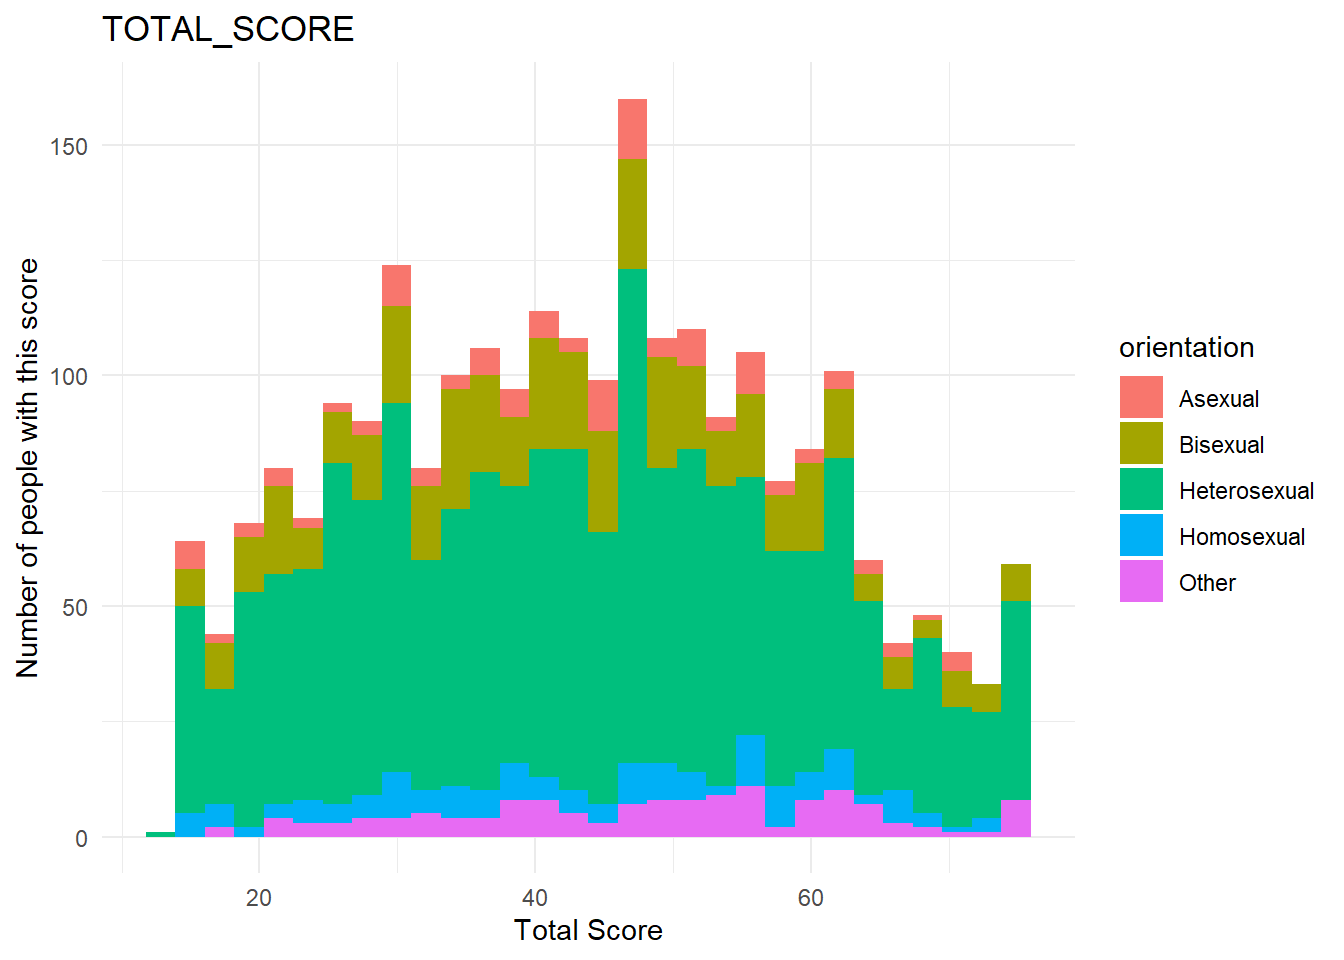 TOTAL_SCORE
150
100
50
0
Number of people with this score
20
40
60
Total Score
orientation
Asexual
Bisexual
Heterosexual
Homosexual
Other